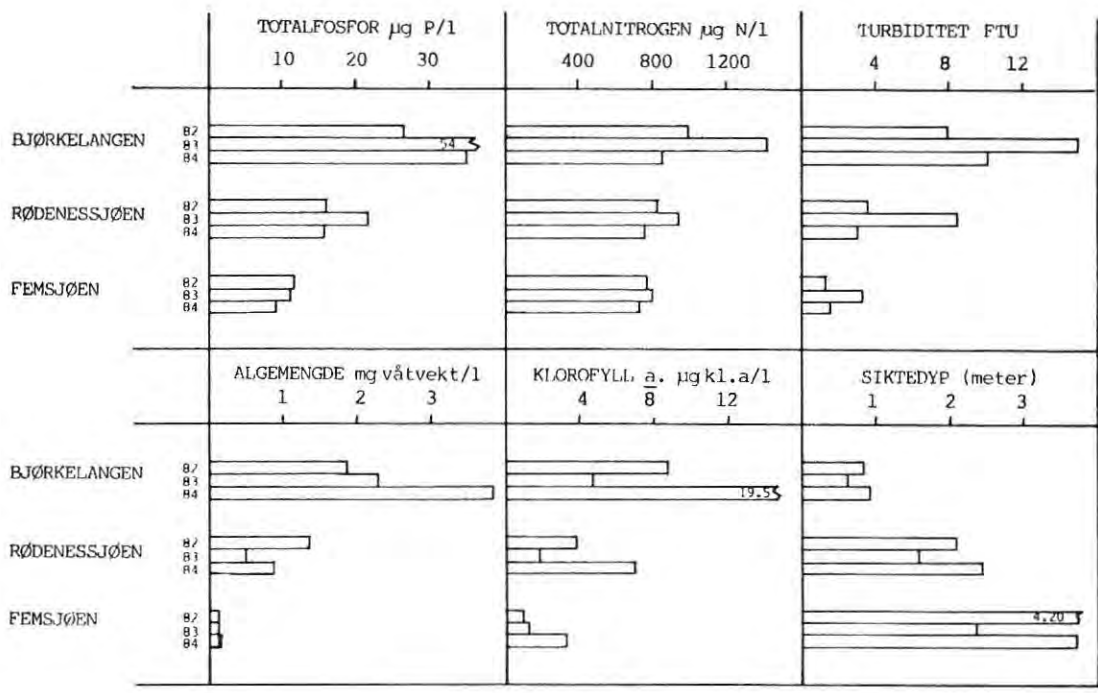 TOTALFOSFOR µg P/l TOTALNITROGEN µg N/l TURBIDITET FTU
10 20 30 400 800 1200 4 8 12
BJØRKELANGEN 82
83 54
84
RØDENESSJØEN 82
83
84
FEMSJØEN 82
83
84
ALGEMENGDE mg våtvekt/l KLOROFYLL a. µg kl.a/l SIKTEDYP (meter)
1 2 3 4 8 12 1 2 3
BJØRKELANGEN 82
83
84 19.5
RØDENESSJØEN 82
83
84
FEMSJØEN 82 4.20
83
84